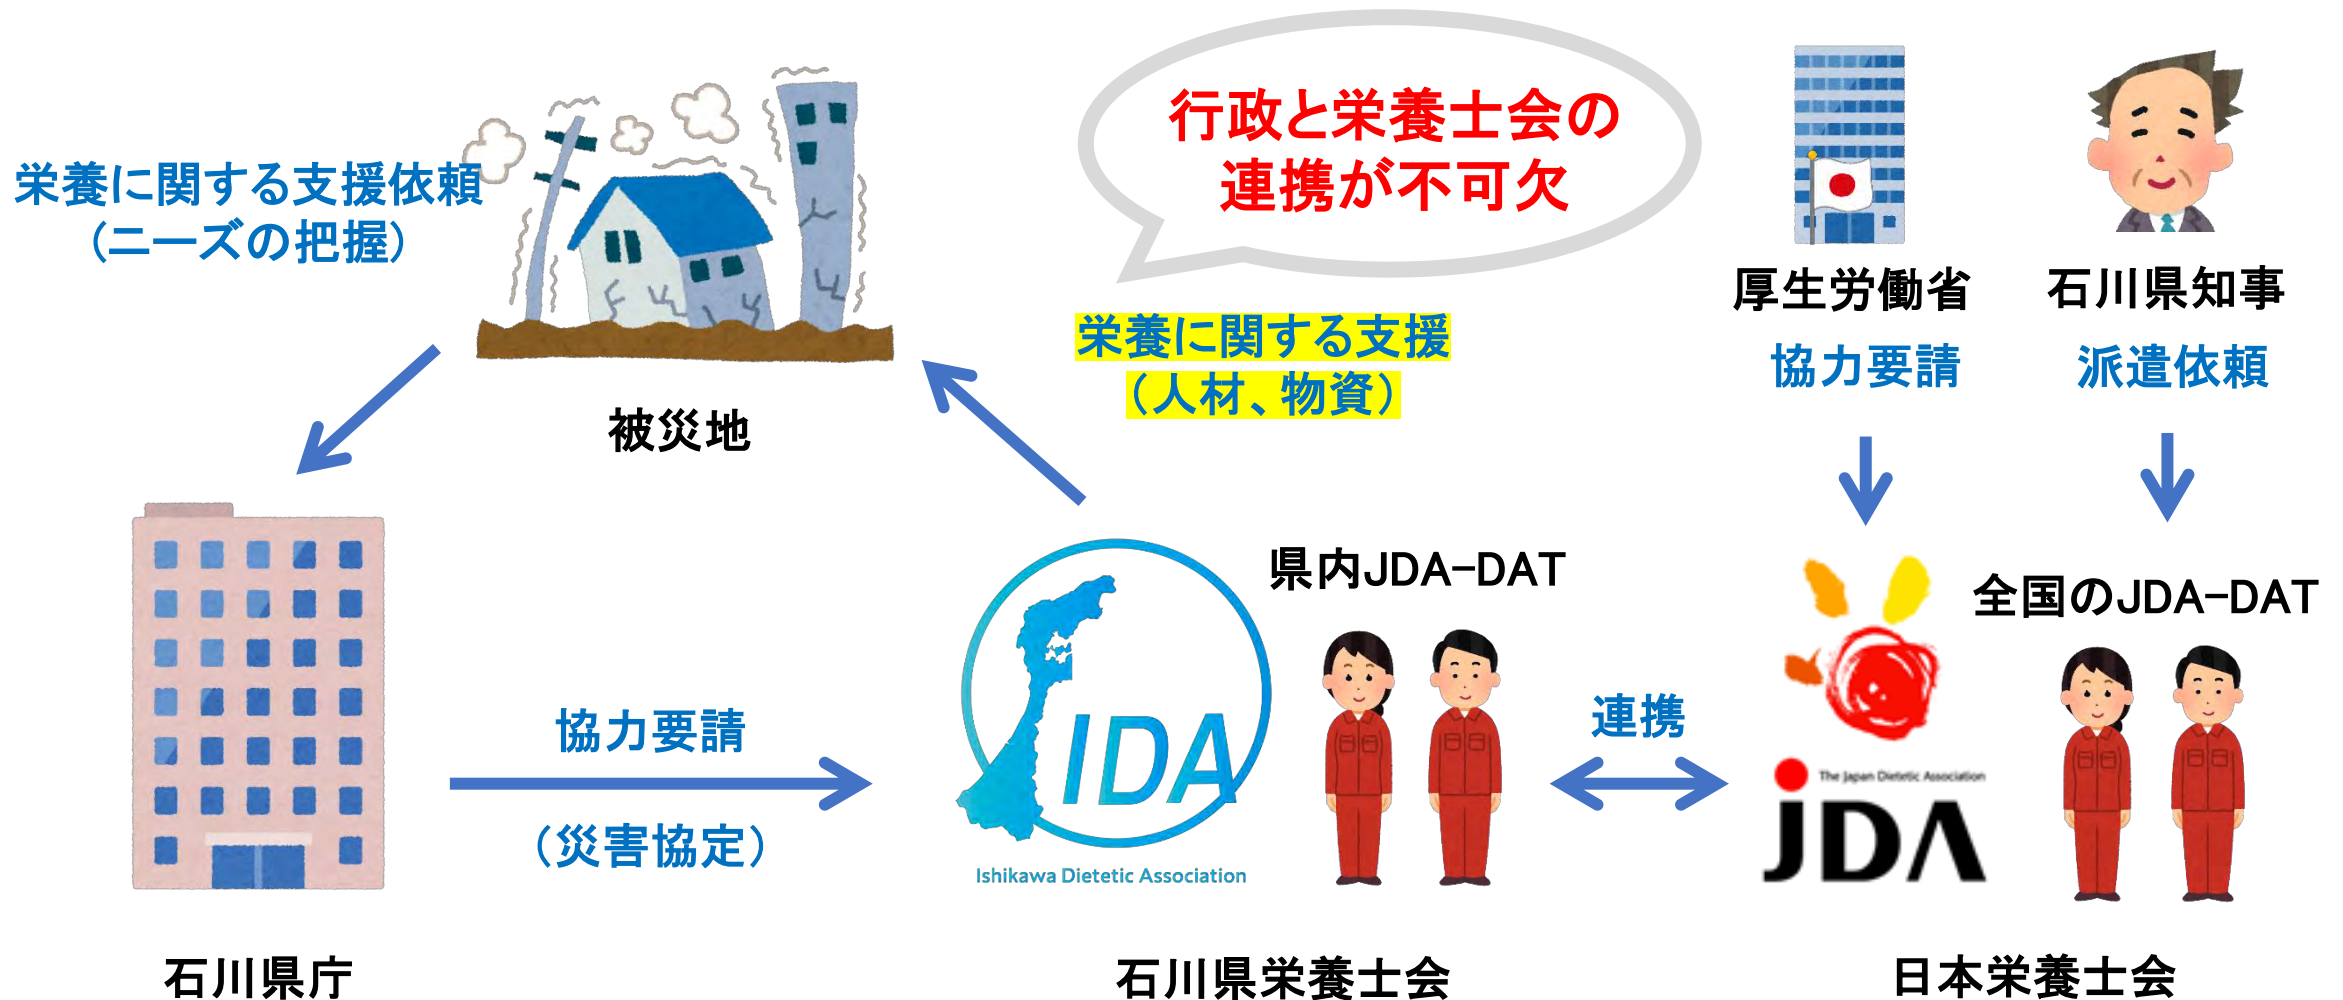 行政と栄養士会の
連携が不可欠
栄養に関する支援依頼
(ニーズの把握)
被災地
栄養に関する支援
(人材、物資)
厚生労働省
協力要請
石川県知事
派遣依頼
県内JDA-DAT
全国のJDA-DAT
IDA
Ishikawa Dietetic Association
協力要請
(災害協定)
連携
The Japan Dietetic Association
JDA
石川県庁
石川県栄養士会
日本栄養士会